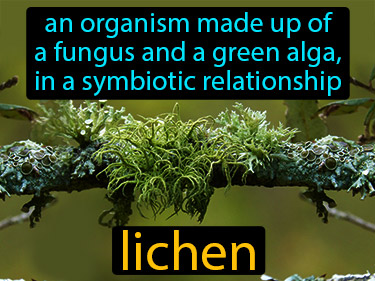 an organism made up of
a fungus and a green alga,
in a symbiotic relationship
lichen